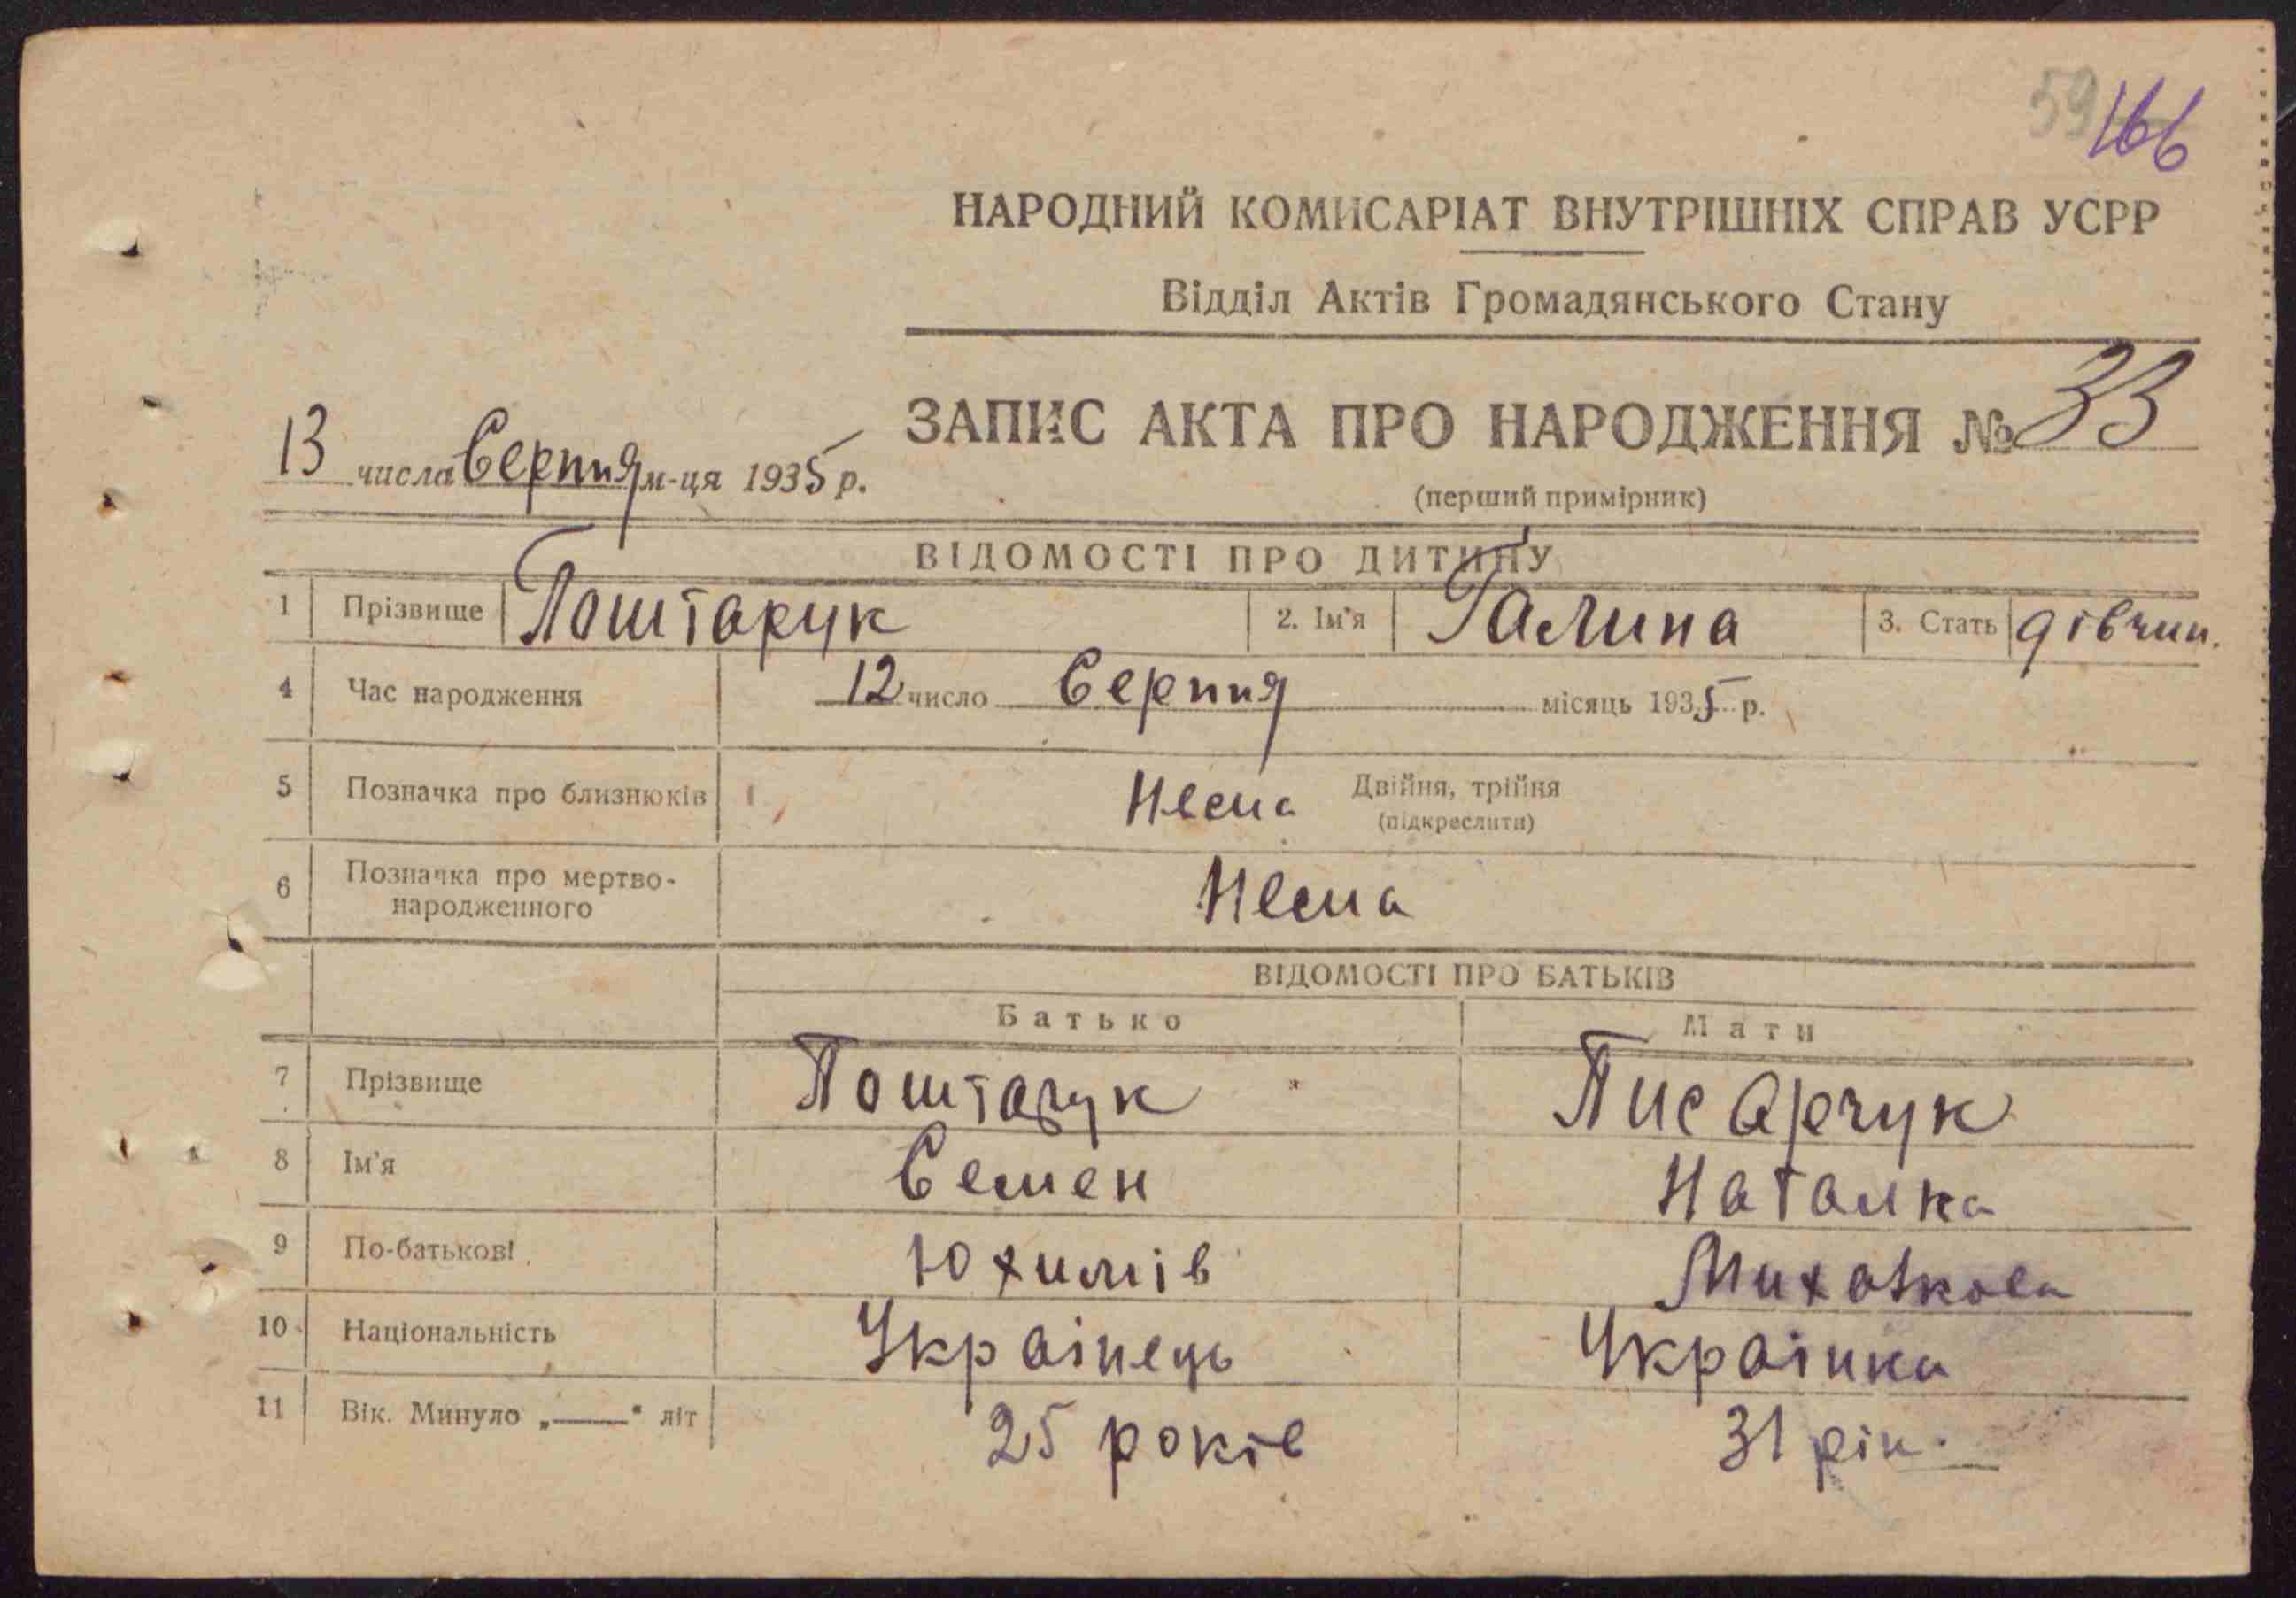 59 166
НАРОДНИЙ КОМИСАРІАТ ВНУТРІШНІХ СПРАВ УСРР
Відділ Актів Громадянського Стану
ЗАПИС АКТА ПРО НАРОДЖЕННЯ № 33
13 числа Серпня м-ця 1935 р.
(перший примірник)
ВІДОМОСТІ ПРО ДИТИНУ
1 Прізвище Поштарук 2. Ім'я Галина 3. Стать дівчин.
4 Час народження 12 число Серпня місяць 1935 р.
5 Позначка про близнюків Нема Двійня, трійня
(підкреслити)
6 Позначка про мертво-
народженного Нема
ВІДОМОСТІ ПРО БАТЬКІВ
Батько Мати
7 Прізвище Поштарук Писарчук
8 Ім'я Семен Наталка
9 По-батькові Юхимів
10 Національність Українець Українка
11 Вік. Минуло „——" літ 25 років 31 рік.